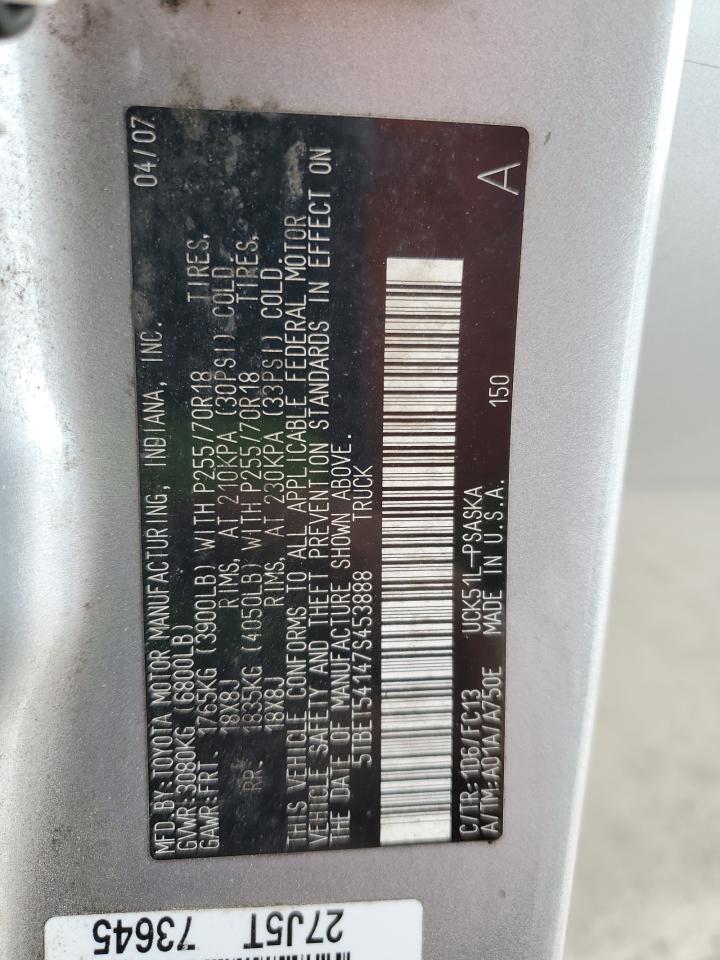 MFD.BY:TOYOTA MOTOR MANUFACTURING, INDIANA, INC. 04/07
GVWR:3080KG (6800LB)
GAWR:FRT. 1765KG (3900LB) WITH P255/70R18 TIRES,
18X8J RIMS, AT 210KPA (30PSI) COLD
RR. 1835KG (4050LB) WITH P255/70R18 TIRES,
18X8J RIMS, AT 230KPA (33PSI) COLD,
THIS VEHICLE CONFORMS TO ALL APPLICABLE FEDERAL MOTOR
VEHICLE SAFETY AND THEFT PREVENTION STANDARDS IN EFFECT ON
THE DATE OF MANUFACTURE SHOWN ABOVE.
5TBET54147S453888 TRUCK
C/TR:1D6/FC13 UCK51L-PSASKA 150 A
A/TM:A01A/A750E MADE IN U.S.A.
27J5T
73645